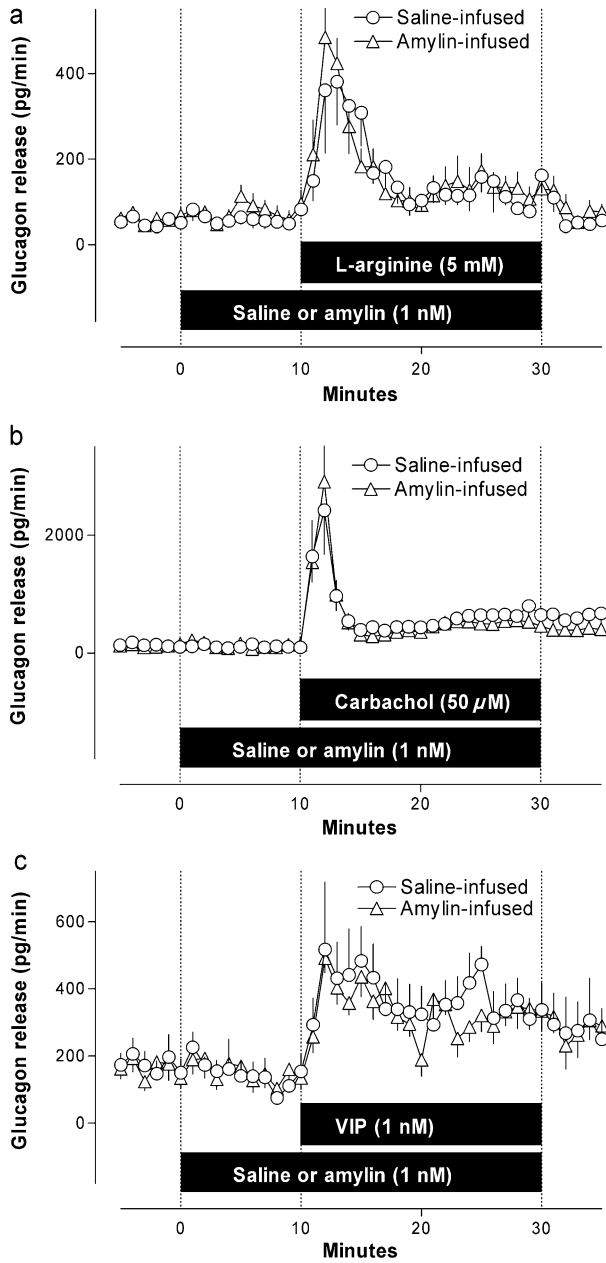 a
Saline-infused
Amylin-infused
Glucagon release (pg/min)
400
200
0
L-arginine (5 mM)
Saline or amylin (1 nM)
0 10 20 30
Minutes
b
Saline-infused
Amylin-infused
Glucagon release (pg/min)
2000
0
Carbachol (50 µM)
Saline or amylin (1 nM)
0 10 20 30
Minutes
c
Saline-infused
Amylin-infused
Glucagon release (pg/min)
600
400
200
0
VIP (1 nM)
Saline or amylin (1 nM)
0 10 20 30
Minutes